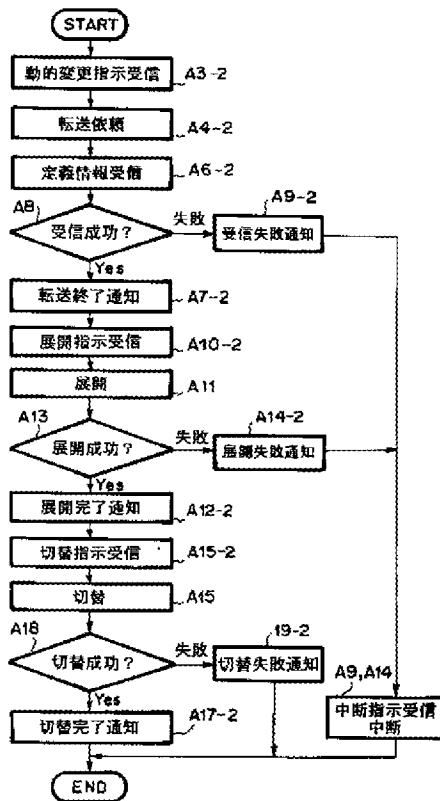 START
動的変更指示受信
A3-2
転送依頼
A4-2
定義情報受信
A6-2
A8
受信成功?
失敗
A9-2
受信失敗通知
Yes
転送終了通知
A7-2
展開指示受信
A10-2
展開
A11
A13
展開成功?
失敗
A14-2
展開失敗通知
Yes
展開完了通知
A12-2
切替指示受信
A15-2
切替
A15
A18
切替成功?
失敗
19-2
切替失敗通知
A9,A14
中断指示受信
中断
Yes
切替完了通知
A17-2
END